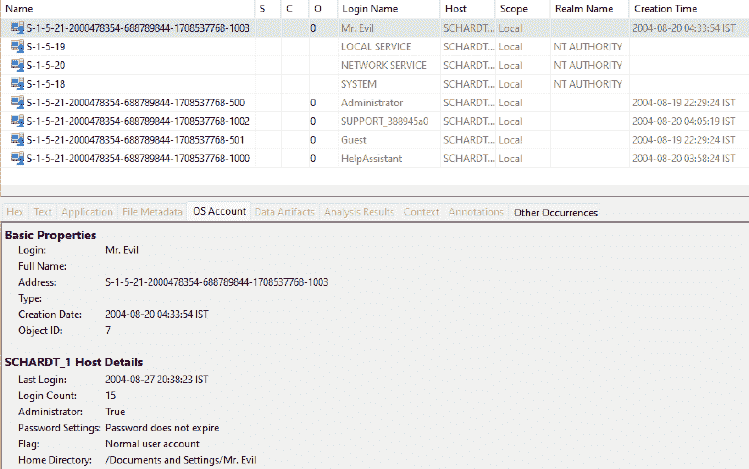 Name S C O Login Name Host Scope Realm Name Creation Time
S-1-5-21-2000478354-688789844-1708537768-1003 0 Mr. Evil SCHARDT... Local 2004-08-20 04:33:54 IST
S-1-5-19 LOCAL SERVICE SCHARDT... Local NT AUTHORITY
S-1-5-20 NETWORK SERVICE SCHARDT... Local NT AUTHORITY
S-1-5-18 SYSTEM SCHARDT... Local NT AUTHORITY
S-1-5-21-2000478354-688789844-1708537768-500 0 Administrator SCHARDT... Local 2004-08-19 22:29:24 IST
S-1-5-21-2000478354-688789844-1708537768-1002 0 SUPPORT_388945a0 SCHARDT... Local 2004-08-20 04:05:19 IST
S-1-5-21-2000478354-688789844-1708537768-501 0 Guest SCHARDT... Local 2004-08-19 22:29:24 IST
S-1-5-21-2000478354-688789844-1708537768-1000 0 HelpAssistant SCHARDT... Local 2004-08-20 03:58:24 IST
Hex Text Application File Metadata OS Account Data Artifacts Analysis Results Context Annotations Other Occurrences
Basic Properties
Login: Mr. Evil
Full Name:
Address: S-1-5-21-2000478354-688789844-1708537768-1003
Type:
Creation Date: 2004-08-20 04:33:54 IST
Object ID: 7
SCHARDT_1 Host Details
Last Login: 2004-08-27 20:38:23 IST
Login Count: 15
Administrator: True
Password Settings: Password does not expire
Flag: Normal user account
Home Directory: /Documents and Settings/Mr. Evil